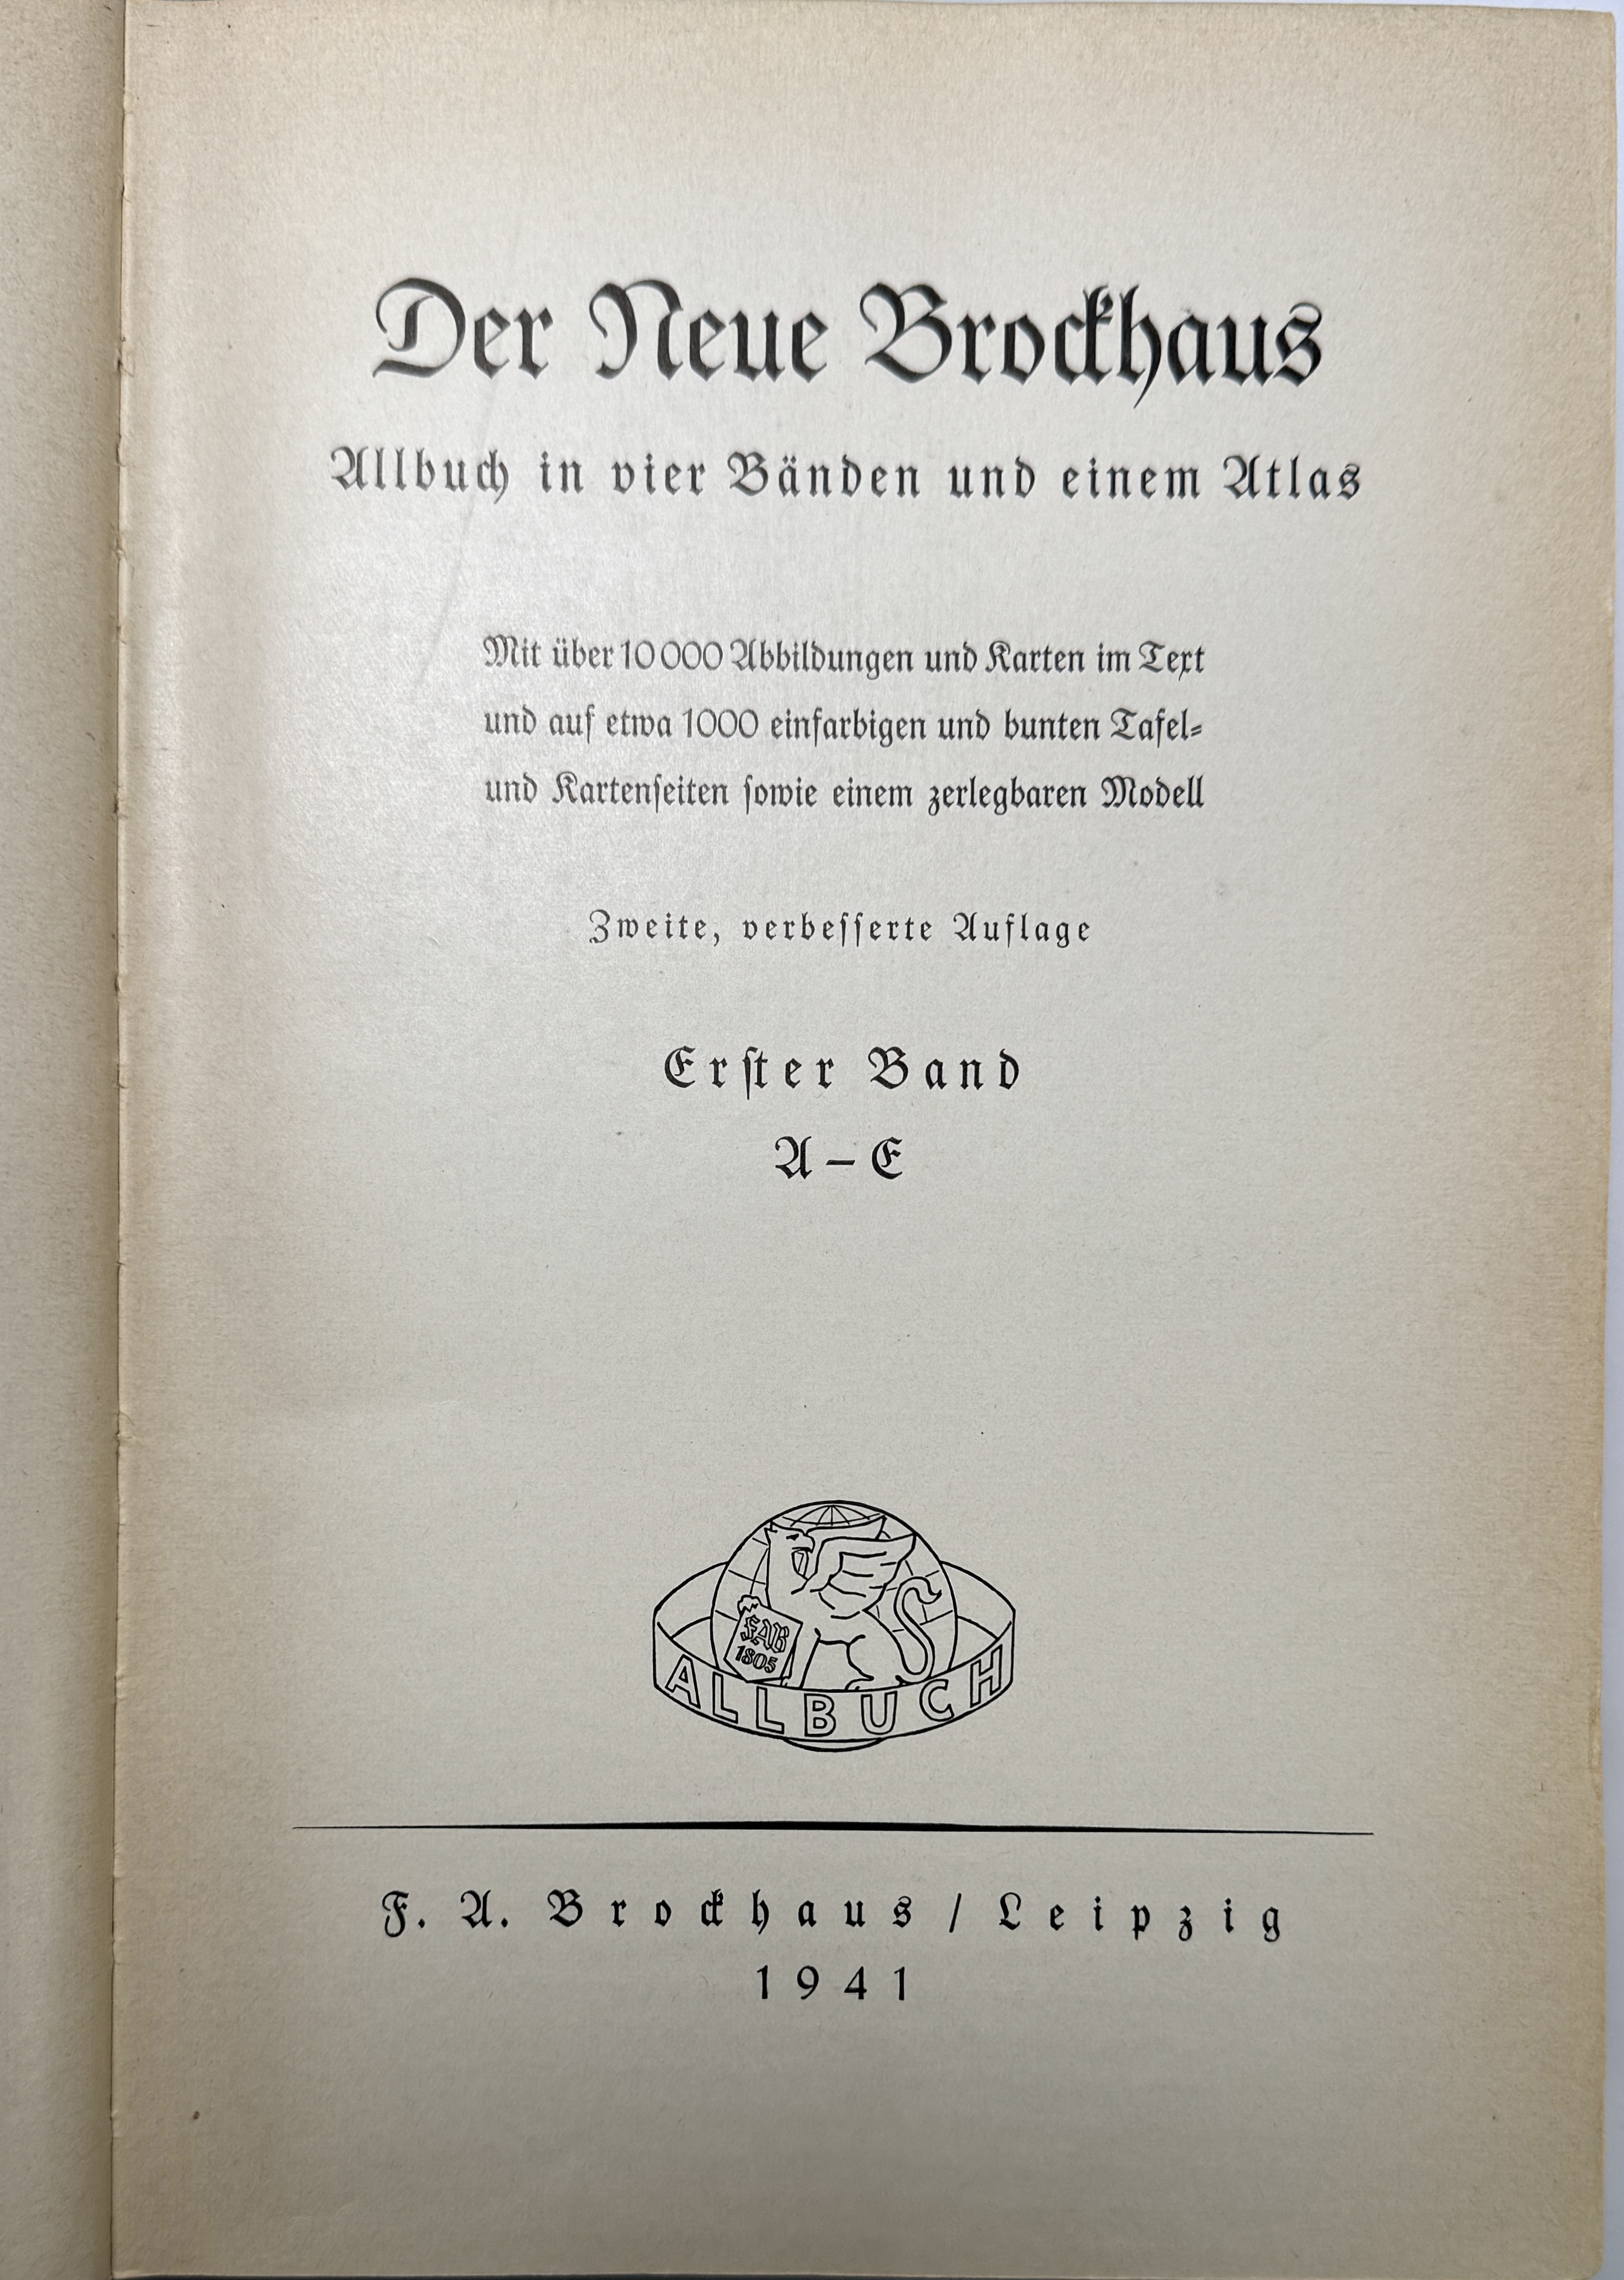 Der Neue Brockhaus
Allbuch in vier Bänden und einem Atlas
Mit über 10 000 Abbildungen und Karten im Text
und auf etwa 1000 einfarbigen und bunten Tafel-
und Kartenſeiten ſowie einem zerlegbaren Modell
Zweite, verbeſſerte Auflage
Erſter Band
A – E
FAB
1805
ALLBUCH
F. A. Brockhaus / Leipzig
1941